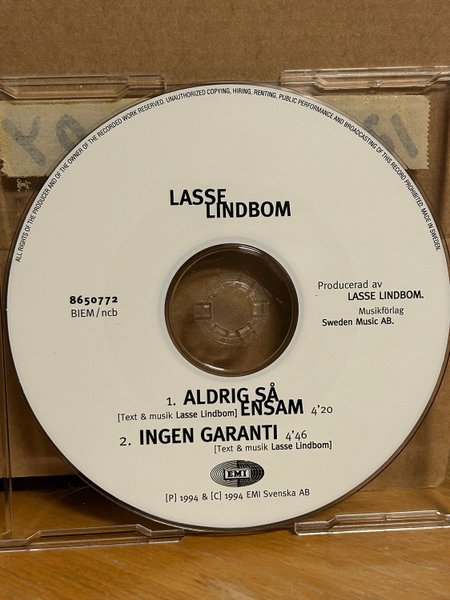 ALL RIGHTS OF THE PRODUCER AND OF THE OWNER OF THE RECORDED WORK RESERVED. UNAUTHORIZED COPYING, HIRING, RENTING, PUBLIC PERFORMANCE AND BROADCASTING OF THIS RECORD PROHIBITED. MADE IN SWEDEN.
LASSE
LINDBOM
8650772
BIEM/ncb
Producerad av
LASSE LINDBOM.
Musikförlag
Sweden Music AB.
1. ALDRIG SÅ
[Text & musik Lasse Lindbom] ENSAM 4'20
2. INGEN GARANTI 4'46
[Text & musik Lasse Lindbom]
EMI
[P] 1994 & [C] 1994 EMI Svenska AB